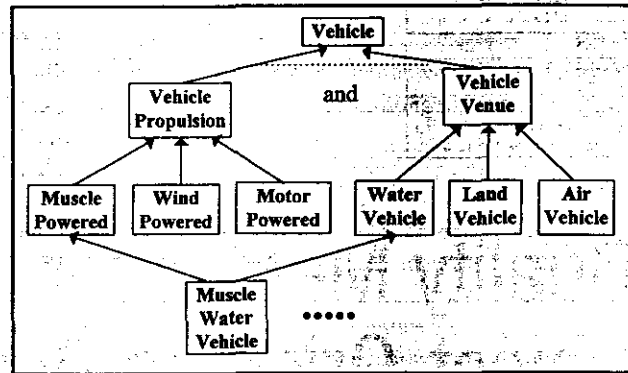 Vehicle
Vehicle
Propulsion
and
Vehicle
Venue
Muscle
Powered
Wind
Powered
Motor
Powered
Water
Vehicle
Land
Vehicle
Air
Vehicle
Muscle
Water
Vehicle
•••••